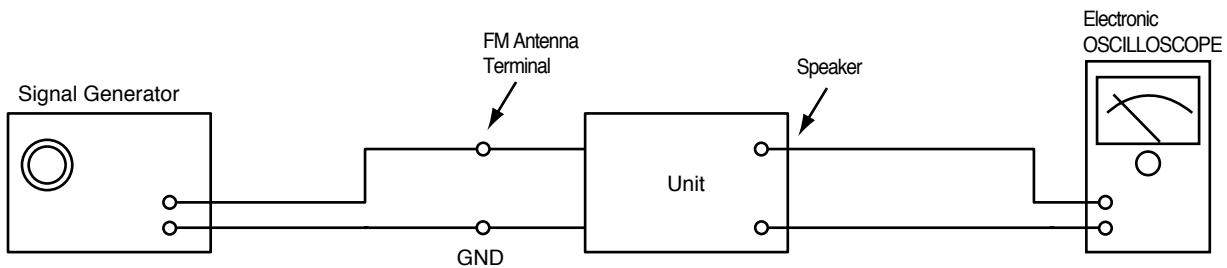 Electronic
OSCILLOSCOPE
FM Antenna
Terminal
Speaker
Signal Generator
Unit
GND